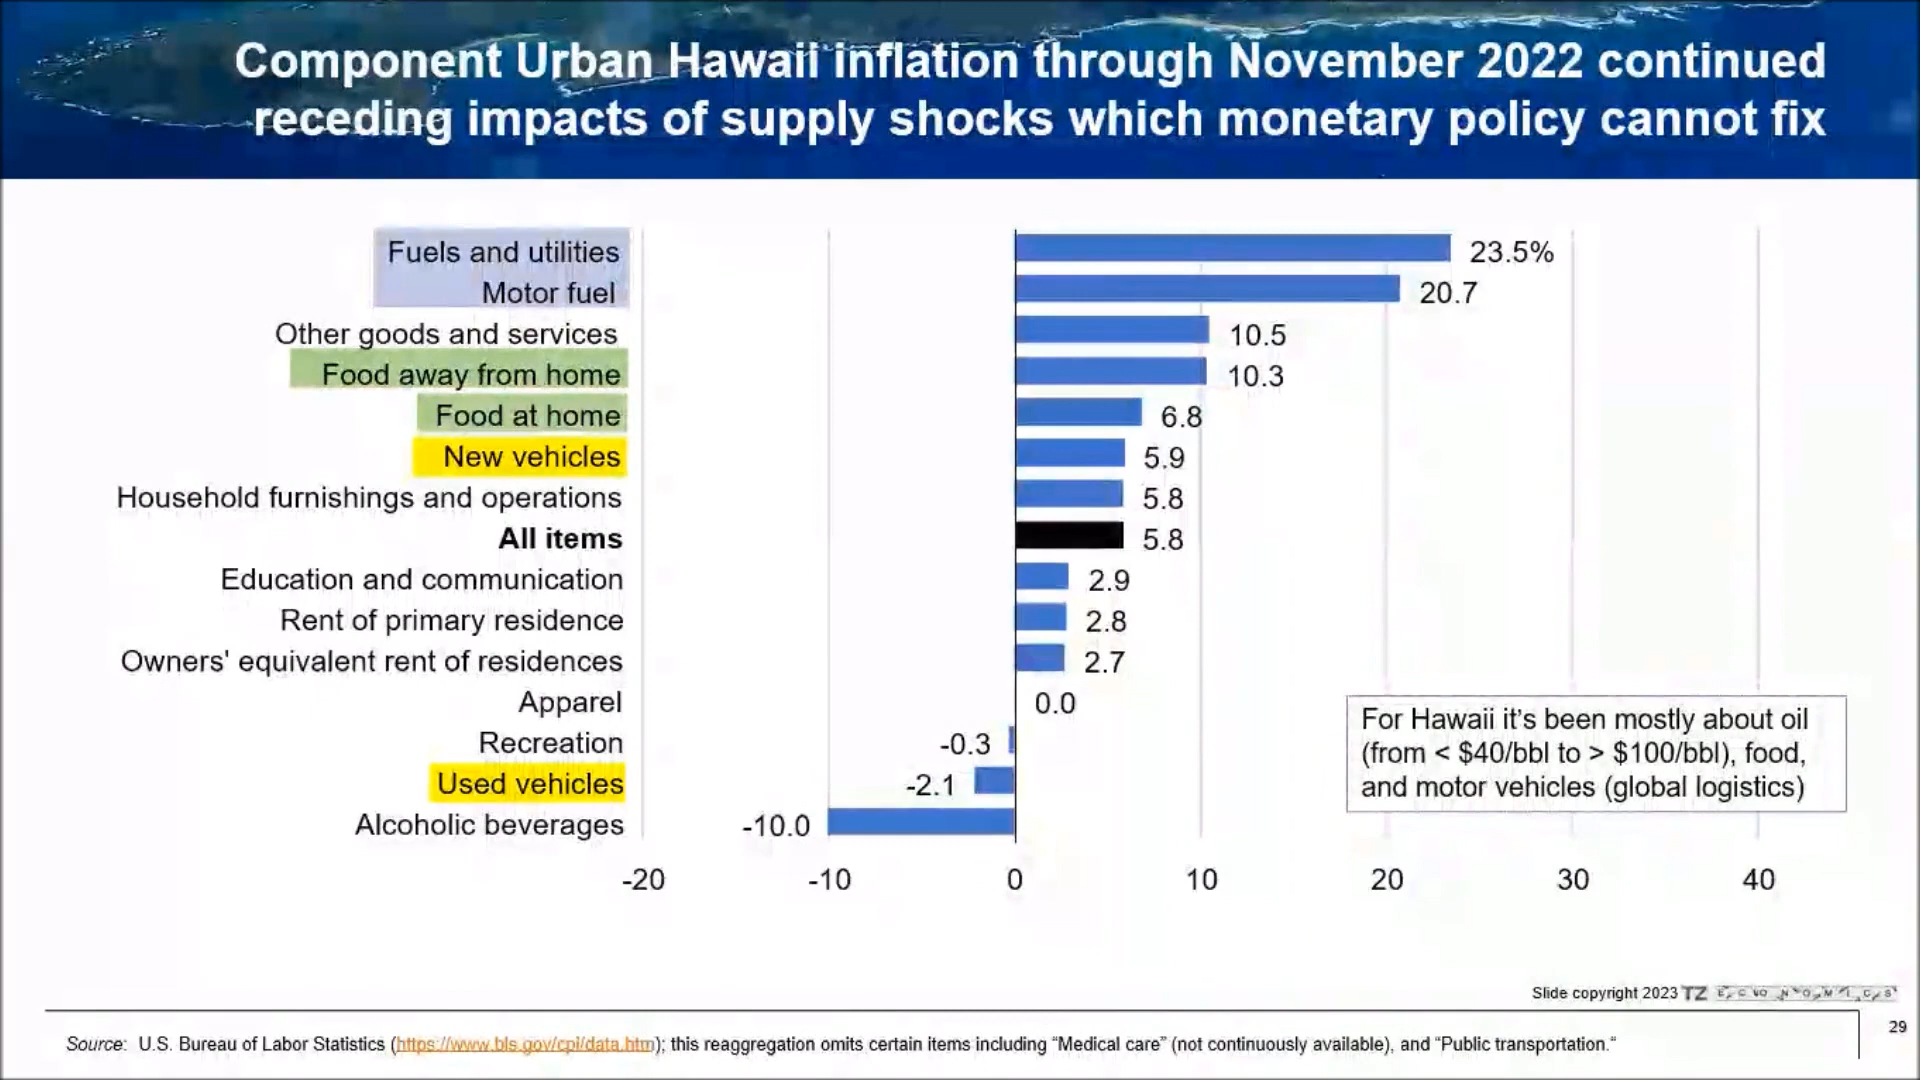 Component Urban Hawaii inflation through November 2022 continued
receding impacts of supply shocks which monetary policy cannot fix
Fuels and utilities 23.5%
Motor fuel 20.7
Other goods and services 10.5
Food away from home 10.3
Food at home 6.8
New vehicles 5.9
Household furnishings and operations 5.8
All items 5.8
Education and communication 2.9
Rent of primary residence 2.8
Owners' equivalent rent of residences 2.7
Apparel 0.0
Recreation -0.3
Used vehicles -2.1
Alcoholic beverages -10.0
For Hawaii it’s been mostly about oil
(from < $40/bbl to > $100/bbl), food,
and motor vehicles (global logistics)
-20 -10 0 10 20 30 40
Slide copyright 2023 TZ ECONOMICS
29
Source: U.S. Bureau of Labor Statistics (https://www.bls.gov/cpi/data.htm); this reaggregation omits certain items including “Medical care” (not continuously available), and “Public transportation.“